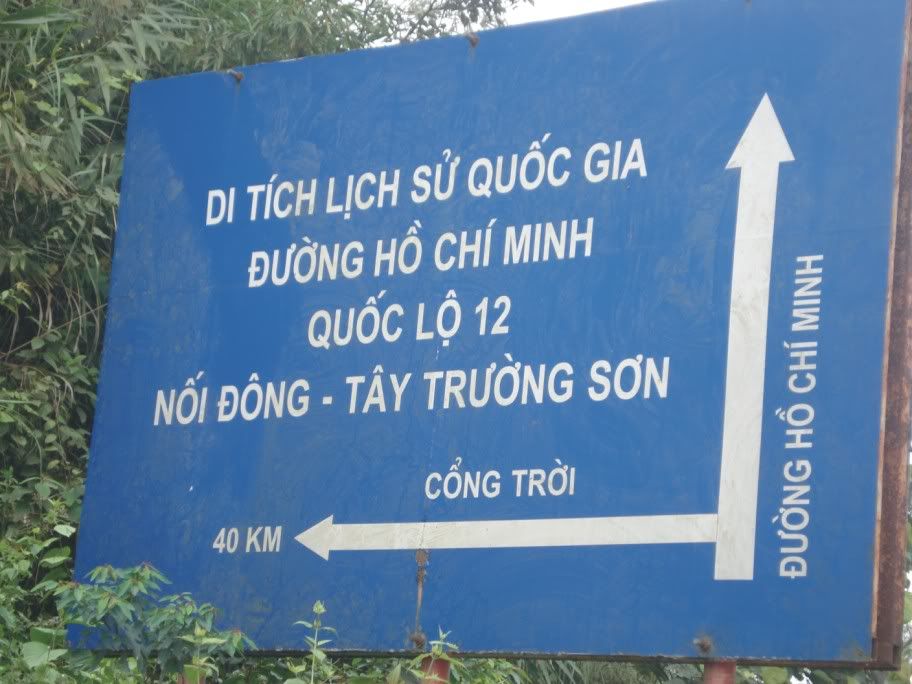 DI TÍCH LỊCH SỬ QUỐC GIA
ĐƯỜNG HỒ CHÍ MINH
QUỐC LỘ 12
NỐI ĐÔNG - TÂY TRƯỜNG SƠN
CỔNG TRỜI
40 KM
ĐƯỜNG HỒ CHÍ MINH